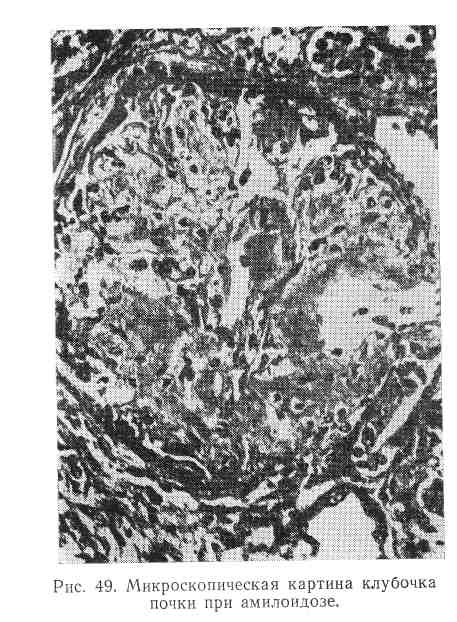 Рис. 49. Микроскопическая картина клубочка
почки при амилоидозе.